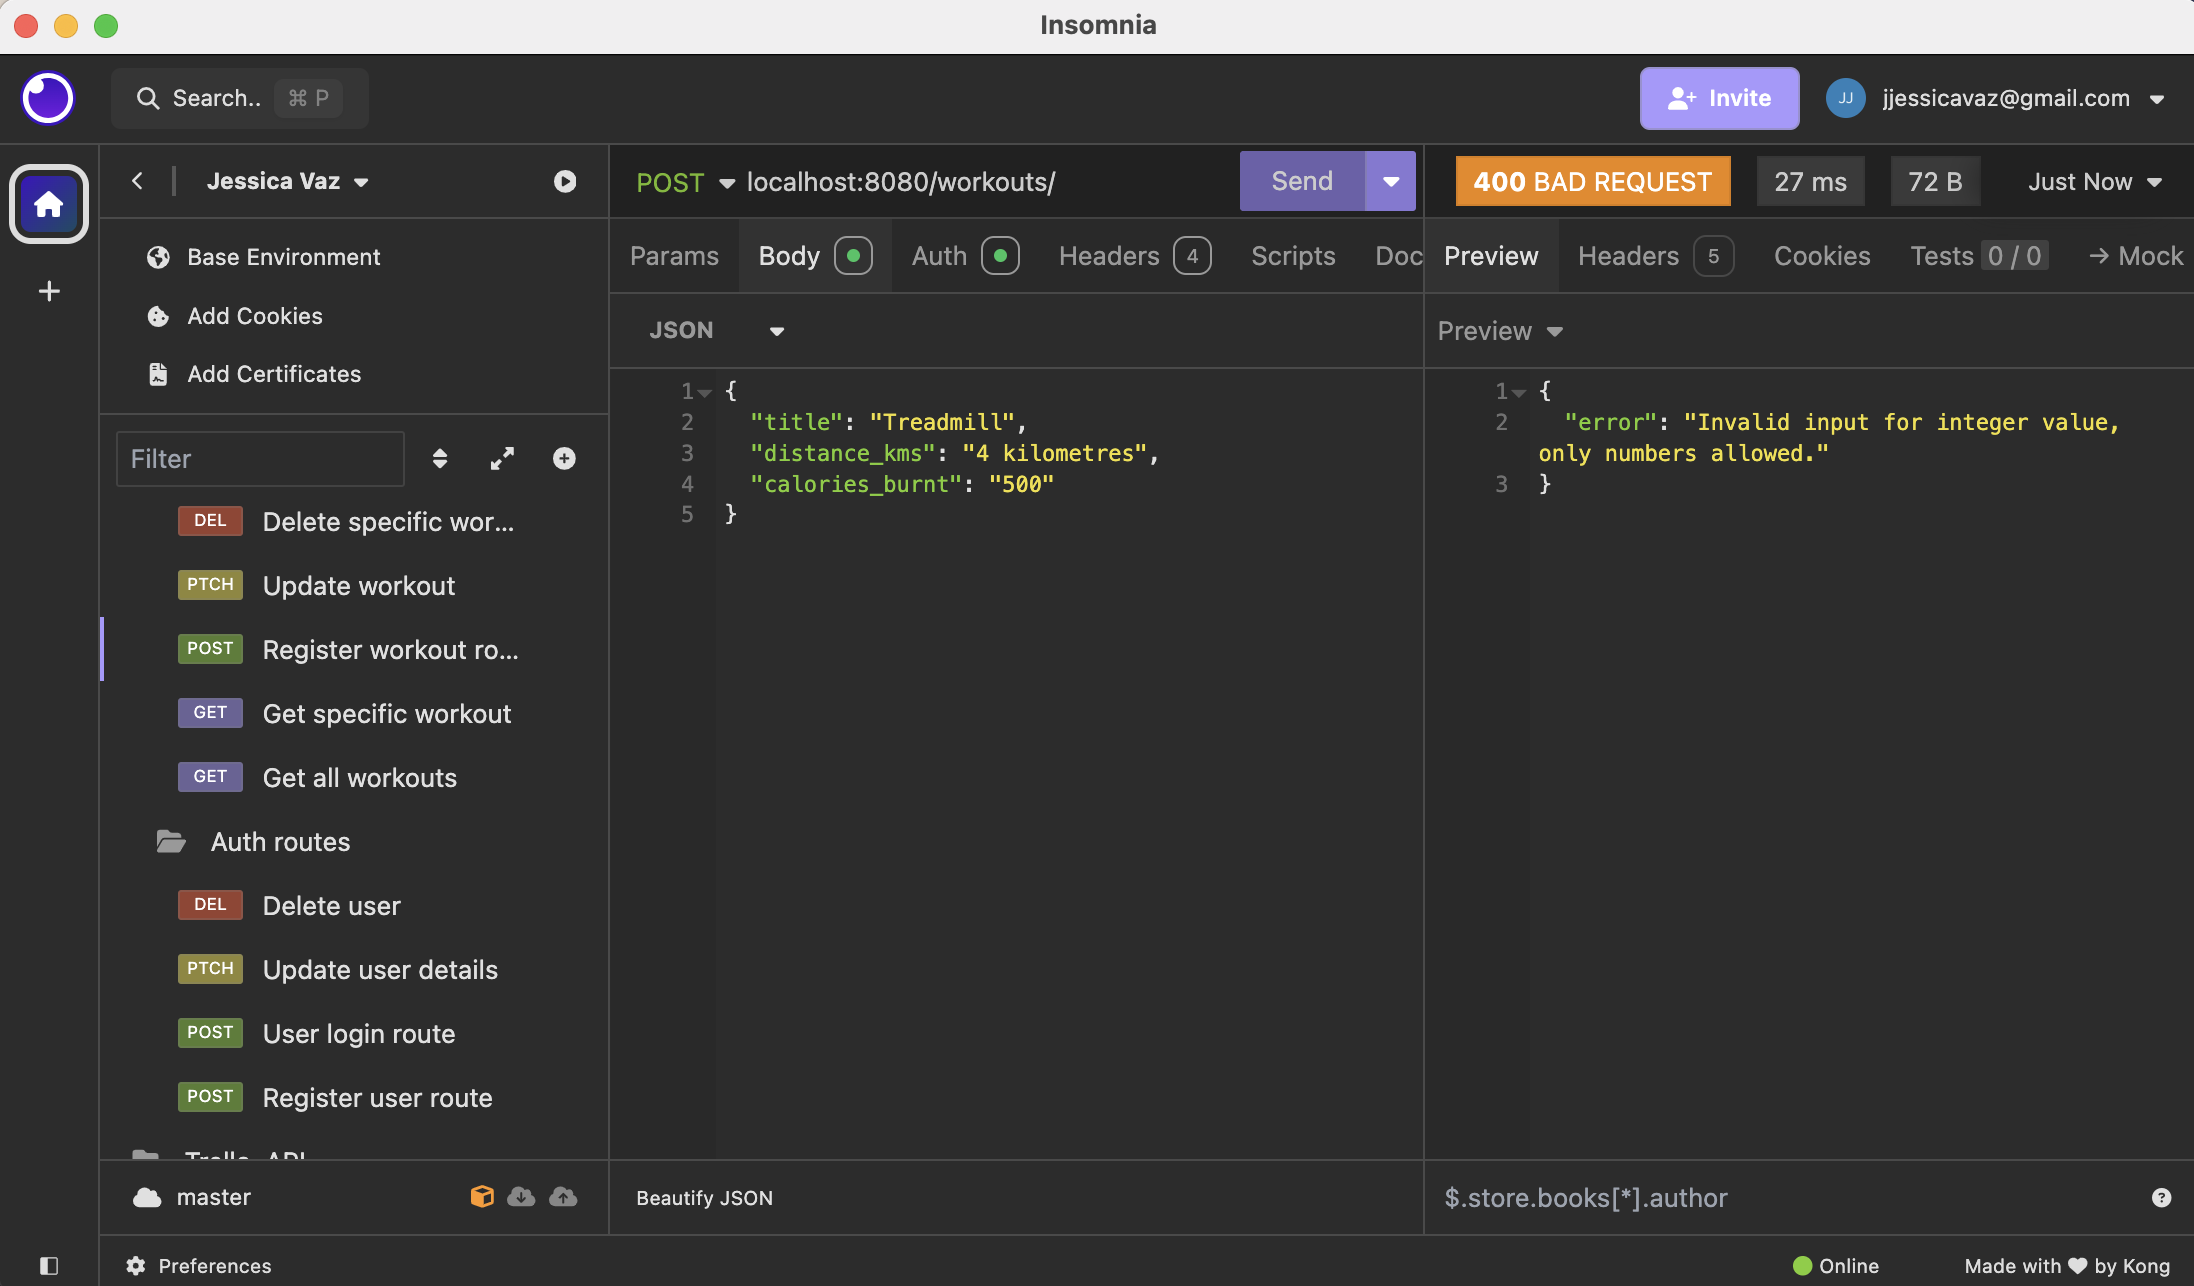 Insomnia
Search.. ⌘ P
Invite
JJ jjessicavaz@gmail.com
Jessica Vaz
Base Environment
Add Cookies
Add Certificates
Filter
DEL Delete specific wor...
PTCH Update workout
POST Register workout ro...
GET Get specific workout
GET Get all workouts
Auth routes
DEL Delete user
PTCH Update user details
POST User login route
POST Register user route
master
POST localhost:8080/workouts/ Send
Params Body Auth Headers 4 Scripts Doc
JSON
1 {
2 "title": "Treadmill",
3 "distance_kms": "4 kilometres",
4 "calories_burnt": "500"
5 }
Beautify JSON
400 BAD REQUEST 27 ms 72 B Just Now
Preview Headers 5 Cookies Tests 0 / 0 → Mock
Preview
1 {
2 "error": "Invalid input for integer value,
only numbers allowed."
3 }
$.store.books[*].author ?
Preferences
Online
Made with ♥ by Kong